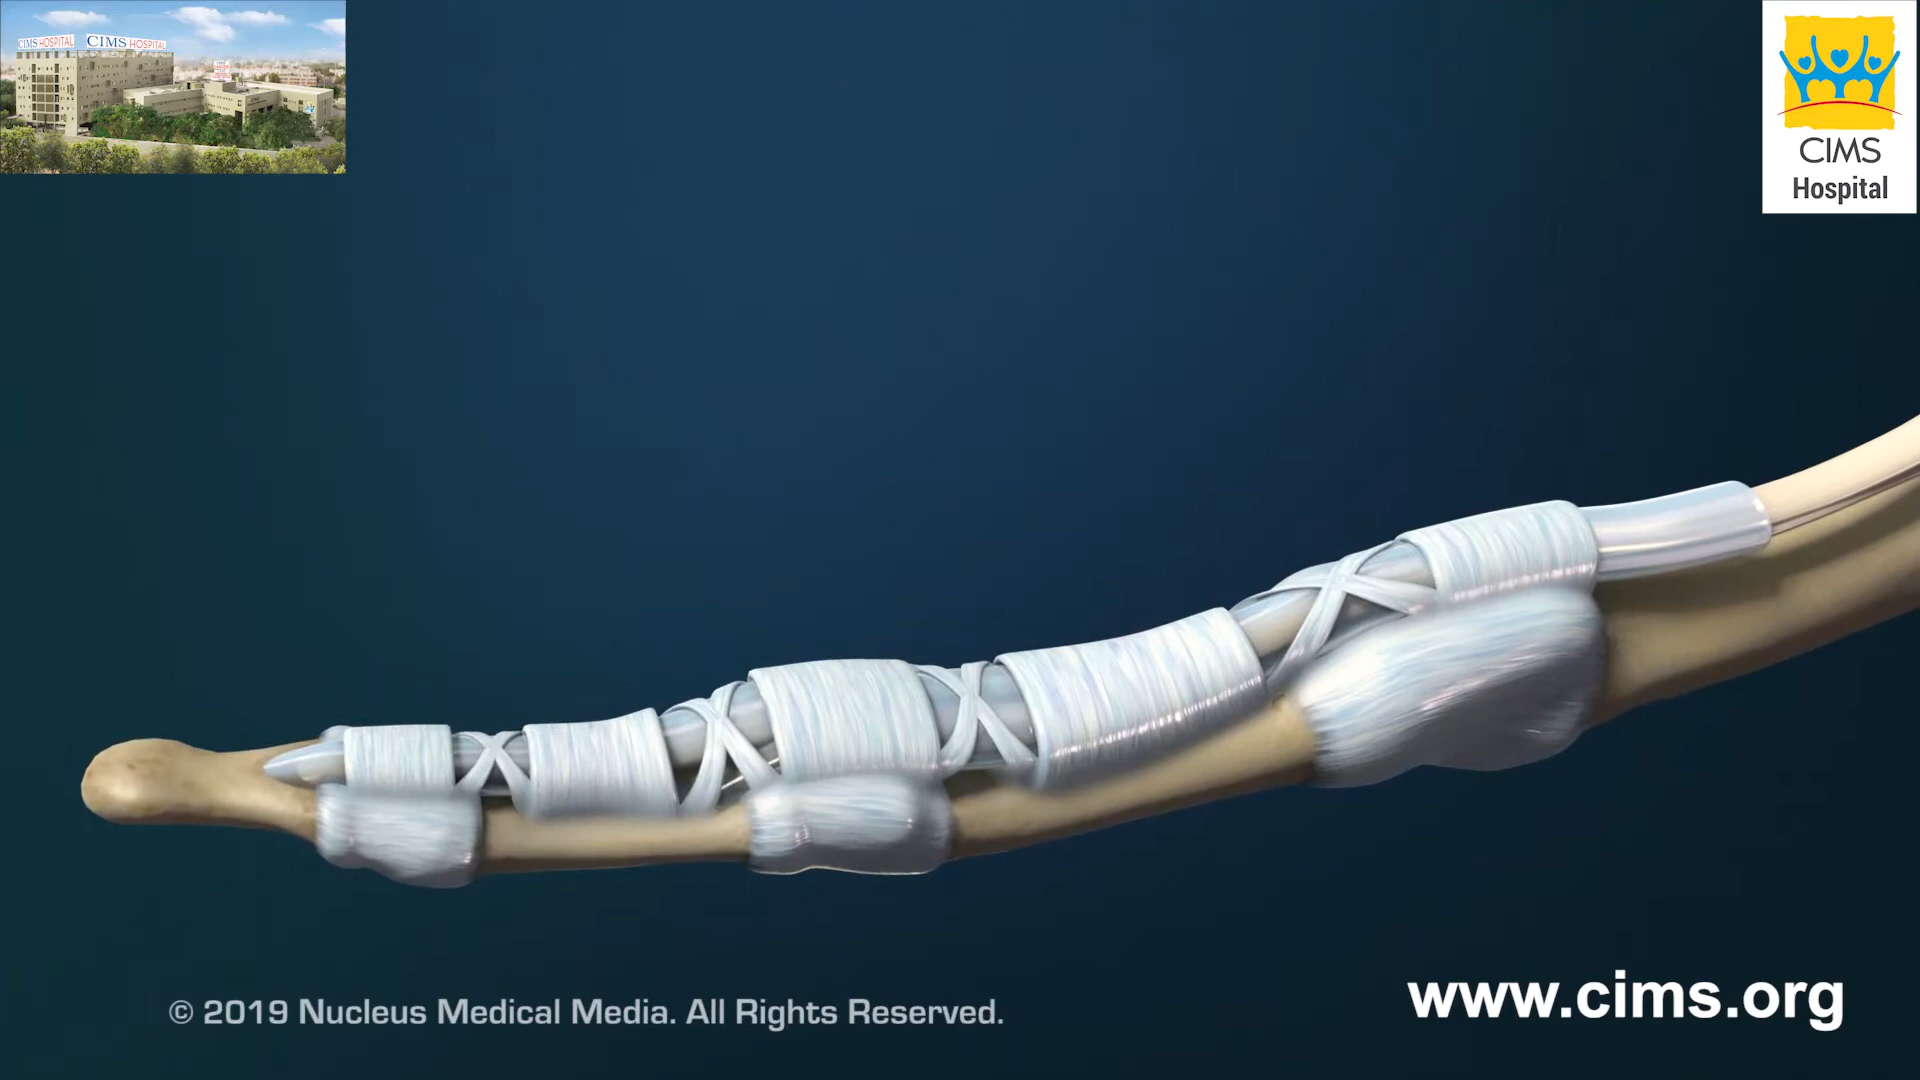 CIMS HOSPITAL CIMS HOSPITAL
CIMS
Hospital
© 2019 Nucleus Medical Media. All Rights Reserved.
www.cims.org